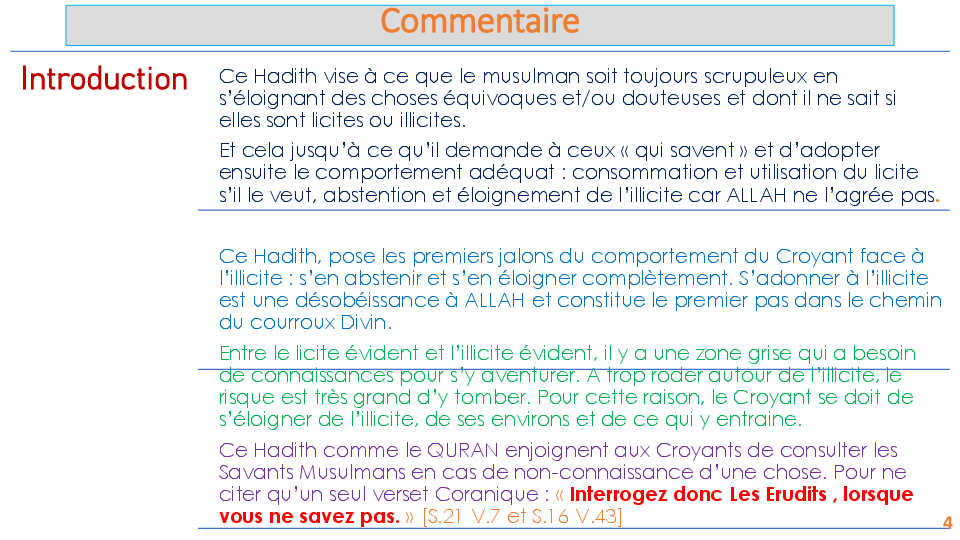 Commentaire
Introduction
Ce Hadith vise à ce que le musulman soit toujours scrupuleux en
s’éloignant des choses équivoques et/ou douteuses et dont il ne sait si
elles sont licites ou illicites.
Et cela jusqu’à ce qu’il demande à ceux « qui savent » et d’adopter
ensuite le comportement adéquat : consommation et utilisation du licite
s’il le veut, abstention et éloignement de l’illicite car ALLAH ne l’agrée pas.
Ce Hadith, pose les premiers jalons du comportement du Croyant face à
l’illicite : s’en abstenir et s’en éloigner complètement. S’adonner à l’illicite
est une désobéissance à ALLAH et constitue le premier pas dans le chemin
du courroux Divin.
Entre le licite évident et l’illicite évident, il y a une zone grise qui a besoin
de connaissances pour s’y aventurer. A trop roder autour de l’illicite, le
risque est très grand d’y tomber. Pour cette raison, le Croyant se doit de
s’éloigner de l’illicite, de ses environs et de ce qui y entraine.
Ce Hadith comme le QURAN enjoignent aux Croyants de consulter les
Savants Musulmans en cas de non-connaissance d’une chose. Pour ne
citer qu’un seul verset Coranique : « Interrogez donc Les Erudits , lorsque
vous ne savez pas. » [S.21 V.7 et S.16 V.43]
4